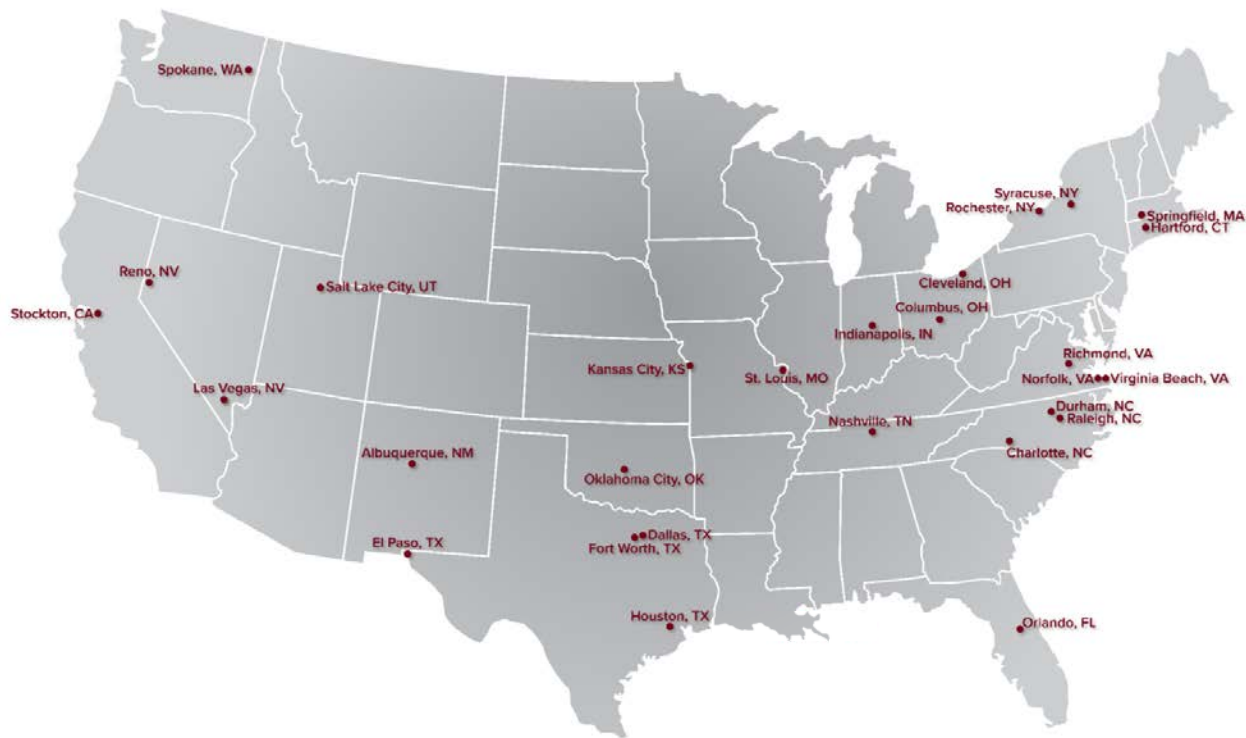 Spokane, WA
Syracuse, NY
Rochester, NY
Springfield, MA
Hartford, CT
Reno, NV
Salt Lake City, UT
Cleveland, OH
Stockton, CA
Columbus, OH
Indianapolis, IN
Richmond, VA
Kansas City, KS
St. Louis, MO
Norfolk, VA
Virginia Beach, VA
Las Vegas, NV
Durham, NC
Raleigh, NC
Nashville, TN
Charlotte, NC
Albuquerque, NM
Oklahoma City, OK
Dallas, TX
El Paso, TX
Fort Worth, TX
Houston, TX
Orlando, FL